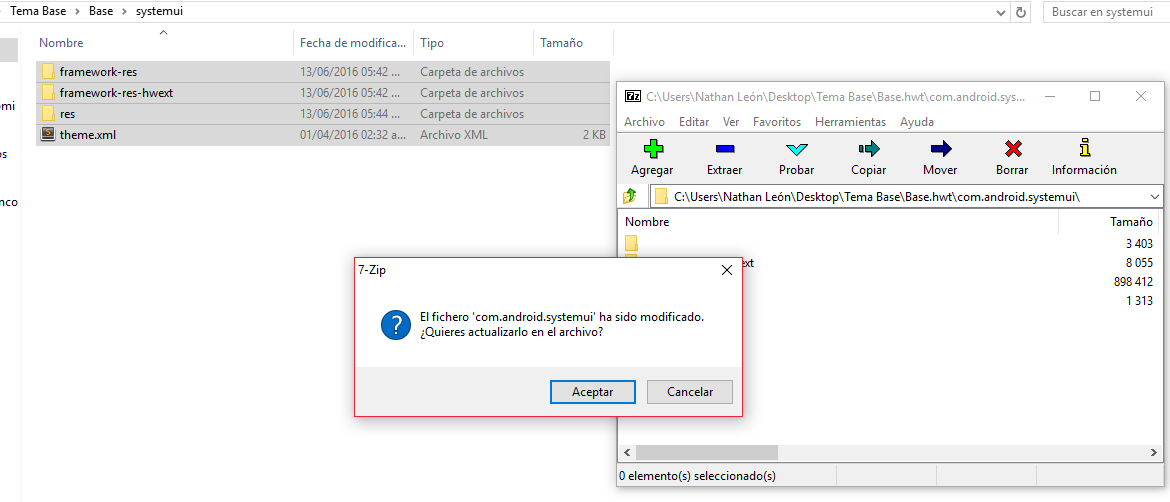 Tema Base > Base > systemui
Buscar en systemui
Nombre Fecha de modifica... Tipo Tamaño
framework-res 13/06/2016 05:42 ... Carpeta de archivos
framework-res-hwext 13/06/2016 05:42 ... Carpeta de archivos
res 13/06/2016 05:44 ... Carpeta de archivos
theme.xml 01/04/2016 02:32 a... Archivo XML 2 KB
omi
os
nco
7z C:\Users\Nathan León\Desktop\Tema Base\Base.hwt\com.android.sys...
Archivo Editar Ver Favoritos Herramientas Ayuda
Agregar Extraer Probar Copiar Mover Borrar Información
C:\Users\Nathan León\Desktop\Tema Base\Base.hwt\com.android.systemui\
Nombre Tamaño
3 403
ext 8 055
898 412
1 313
7-Zip
El fichero 'com.android.systemui' ha sido modificado.
¿Quieres actualizarlo en el archivo?
Aceptar Cancelar
0 elemento(s) seleccionado(s)